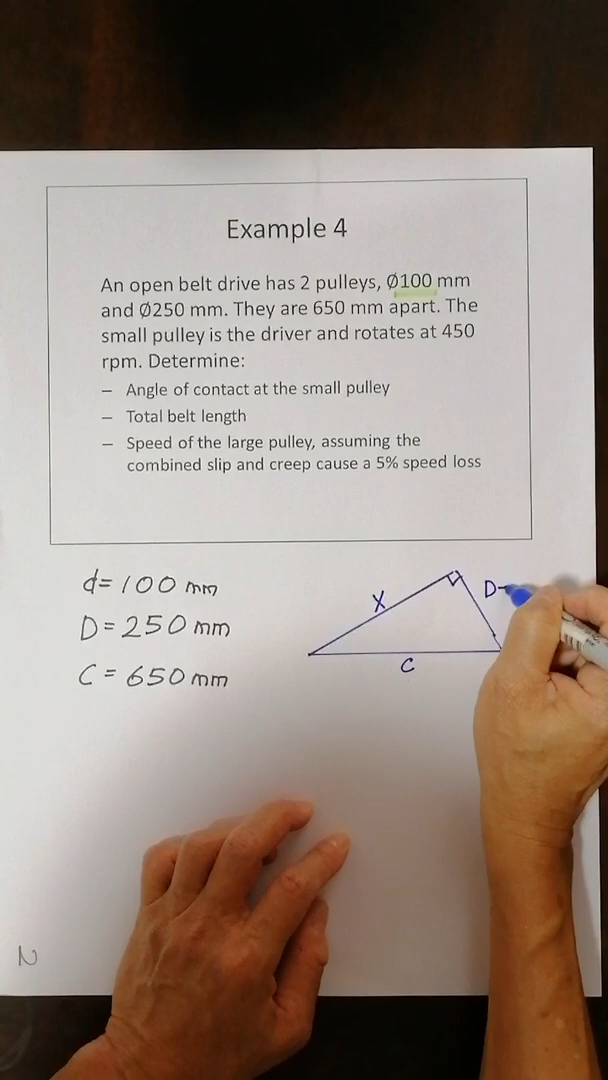 Example 4
An open belt drive has 2 pulleys, Ø100 mm
and Ø250 mm. They are 650 mm apart. The
small pulley is the driver and rotates at 450
rpm. Determine:
– Angle of contact at the small pulley
– Total belt length
– Speed of the large pulley, assuming the
combined slip and creep cause a 5% speed loss
d = 100 mm
D = 250 mm
C = 650 mm
X
D-
C
N